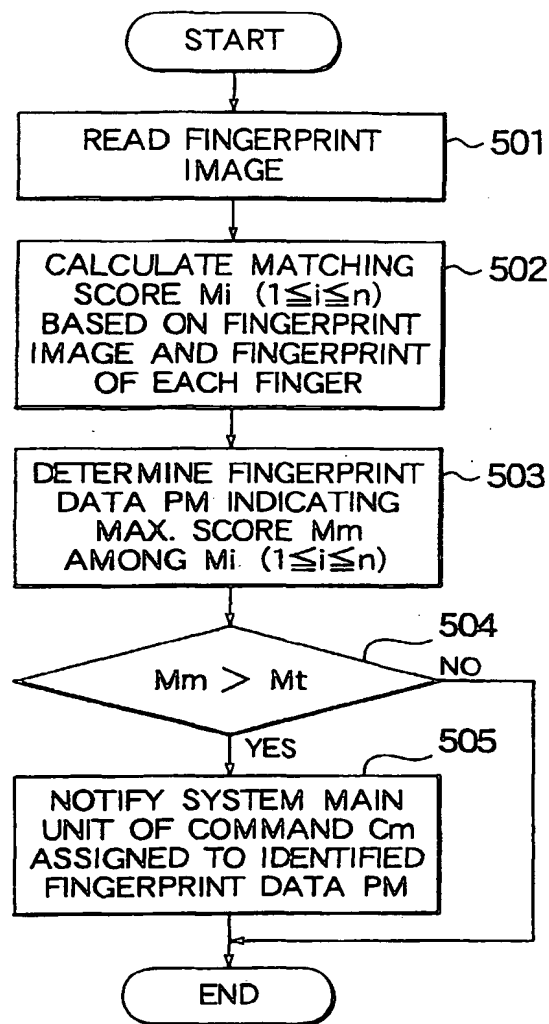 START
READ FINGERPRINT
IMAGE
501
CALCULATE MATCHING
SCORE Mi (1≦i≦n)
BASED ON FINGERPRINT
IMAGE AND FINGERPRINT
OF EACH FINGER
502
DETERMINE FINGERPRINT
DATA PM INDICATING
MAX. SCORE Mm
AMONG Mi (1≦i≦n)
503
504
Mm > Mt
NO
YES
505
NOTIFY SYSTEM MAIN
UNIT OF COMMAND Cm
ASSIGNED TO IDENTIFIED
FINGERPRINT DATA PM
END